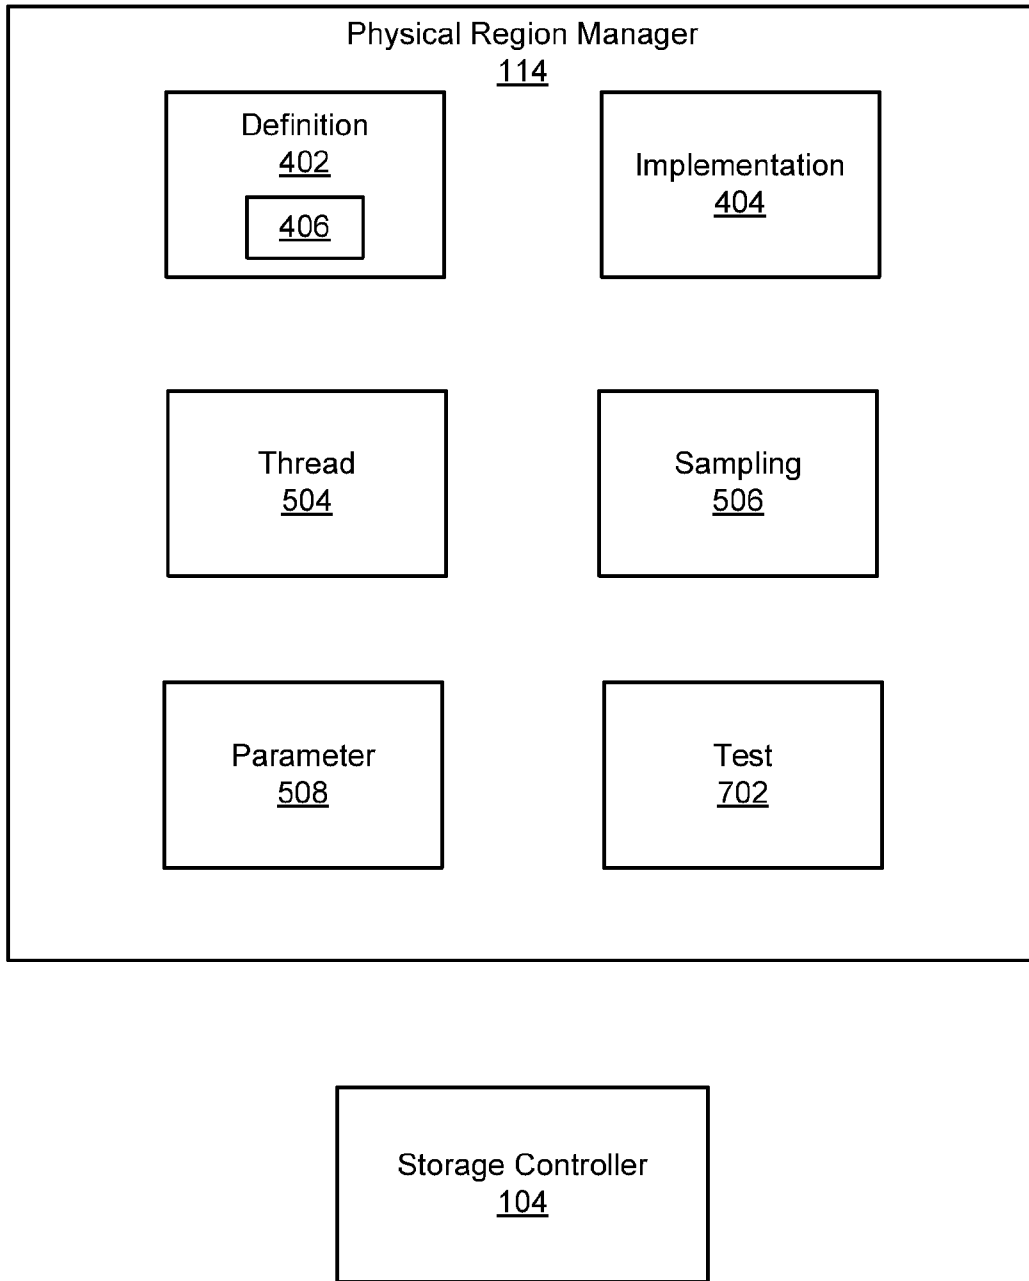 Physical Region Manager
114
Definition
402
406
Implementation
404
Thread
504
Sampling
506
Parameter
508
Test
702
Storage Controller
104